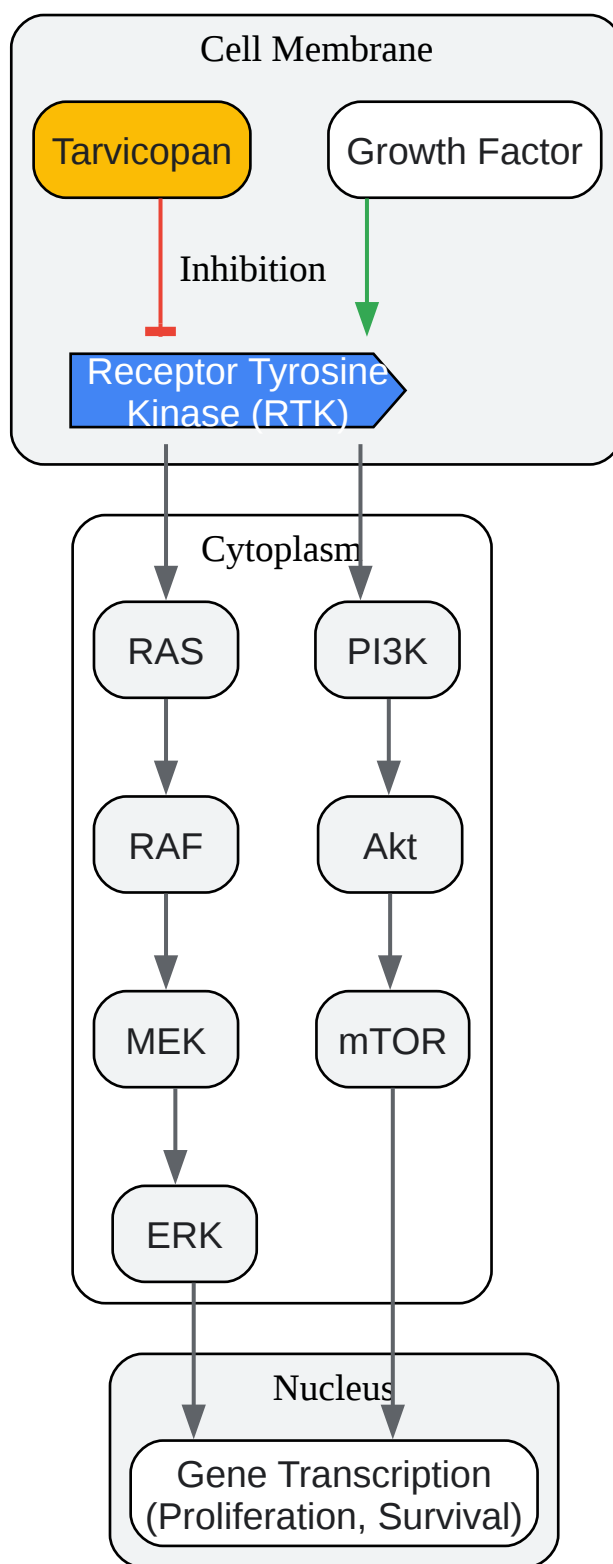 Cell Membrane
Tarvicopan
Growth Factor
Inhibition
Receptor Tyrosine
Kinase (RTK)
Cytoplasm
RAS
PI3K
RAF
Akt
MEK
mTOR
ERK
Nucleus
Gene Transcription
(Proliferation, Survival)